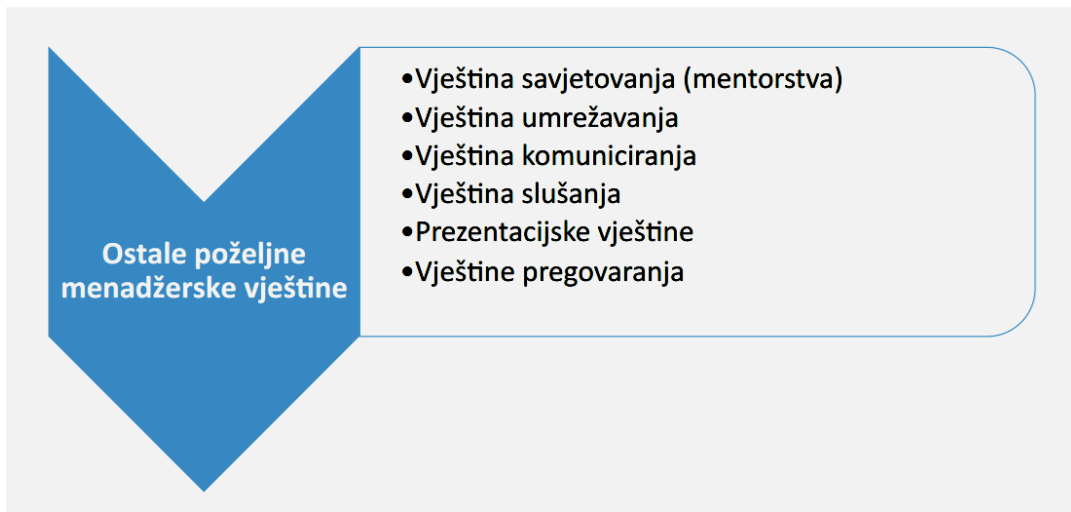 Ostale poželjne
menadžerske vještine
•Vještina savjetovanja (mentorstva)
•Vještina umrežavanja
•Vještina komuniciranja
•Vještina slušanja
•Prezentacijske vještine
•Vještine pregovaranja